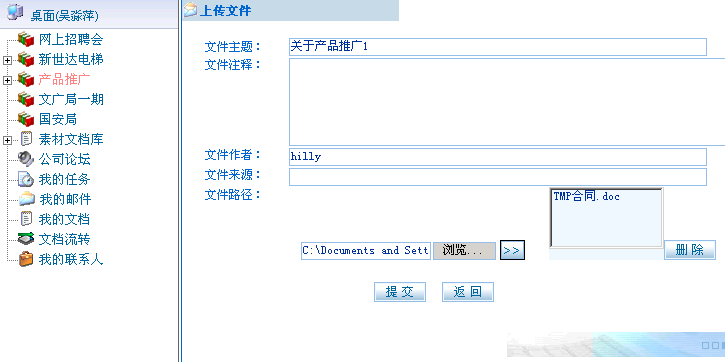 桌面(吴淼萍)
网上招聘会
新世达电梯
产品推广
文广局一期
国安局
素材文档库
公司论坛
我的任务
我的邮件
我的文档
文档流转
我的联系人
上传文件
文件主题： 关于产品推广1
文件注释：
文件作者： hilly
文件来源：
文件路径：
TMP合同.doc
C:\Documents and Sett 浏览... >> 删 除
提 交 返 回